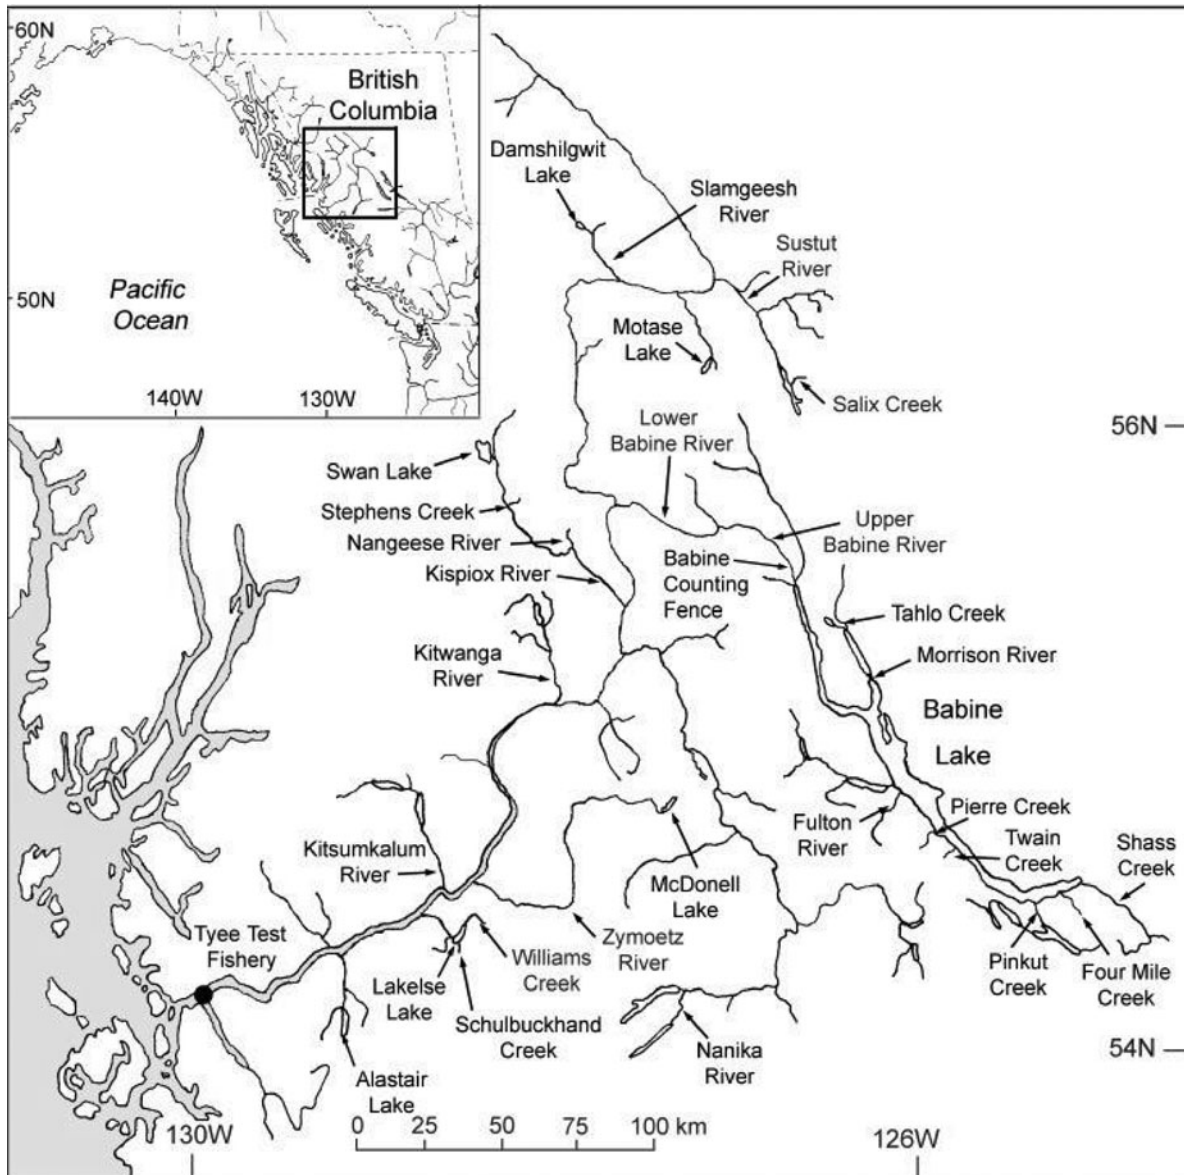 60N
British
Columbia
Pacific
Ocean
50N
140W
130W
Damshilgwit
Lake
Slamgeesh
River
Sustut
River
Motase
Lake
Salix Creek
56N
Lower
Babine River
Swan Lake
Stephens Creek
Nangeese River
Kispiox River
Upper
Babine River
Babine
Counting
Fence
Tahlo Creek
Morrison River
Kitwanga
River
Babine
Lake
Pierre Creek
Fulton
River
Twain
Creek
Shass
Creek
Kitsumkalum
River
McDonell
Lake
Tyee Test
Fishery
Zymoetz
River
Williams
Creek
Lakelse
Lake
Schulbuckhand
Creek
Pinkut
Creek
Four Mile
Creek
Nanika
River
54N
Alastair
Lake
130W
0 25 50 75 100 km
126W